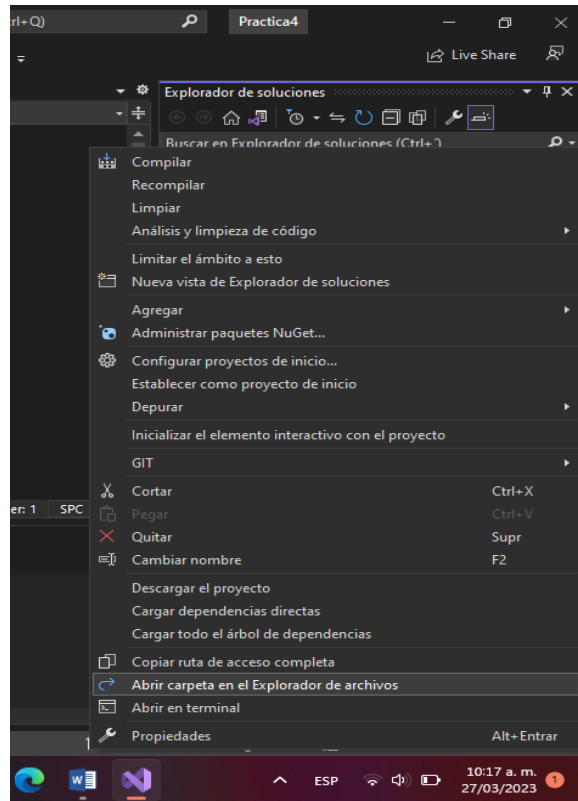 rl+Q) Practica4
Live Share
Explorador de soluciones
Buscar en Explorador de soluciones (Ctrl+ )
Compilar
Recompilar
Limpiar
Análisis y limpieza de código
Limitar el ámbito a esto
Nueva vista de Explorador de soluciones
Agregar
Administrar paquetes NuGet...
Configurar proyectos de inicio...
Establecer como proyecto de inicio
Depurar
Inicializar el elemento interactivo con el proyecto
GIT
Cortar Ctrl+X
er: 1 SPC
Pegar Ctrl+V
Quitar Supr
Cambiar nombre F2
Descargar el proyecto
Cargar dependencias directas
Cargar todo el árbol de dependencias
Copiar ruta de acceso completa
Abrir carpeta en el Explorador de archivos
Abrir en terminal
Propiedades Alt+Entrar
ESP 10:17 a. m.
27/03/2023 1